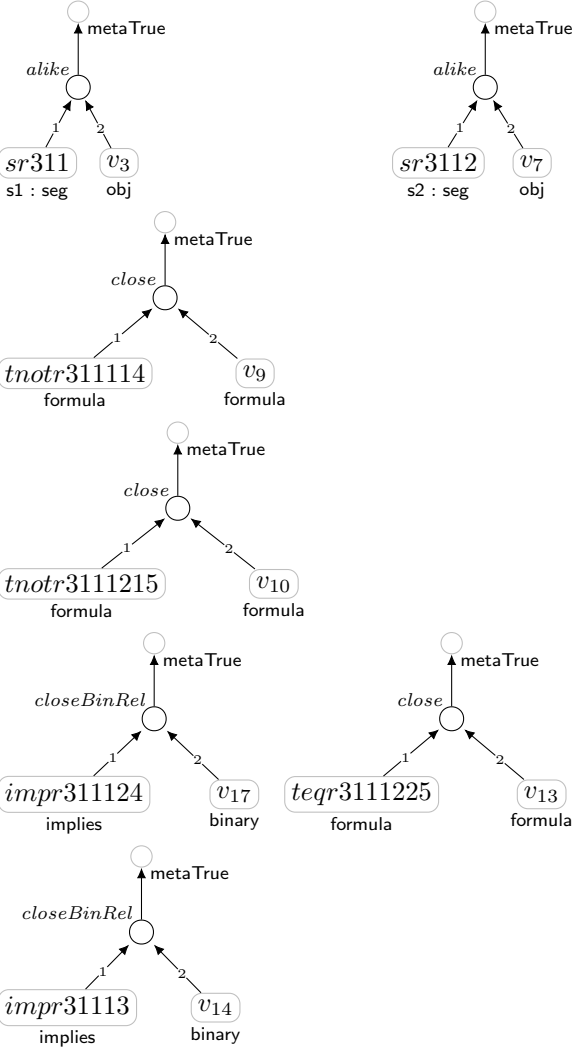 metaTrue metaTrue
alike alike
1 2 1 2
sr311 v3 sr3112 v7
s1 : seg obj s2 : seg obj
metaTrue
close
1 2
tnotr311114 v9
formula formula
metaTrue
close
1 2
tnotr3111215 v10
formula formula
metaTrue metaTrue
closeBinRel close
1 2 1 2
impr311124 v17 teqr3111225 v13
implies binary formula formula
metaTrue
closeBinRel
1 2
impr31113 v14
implies binary